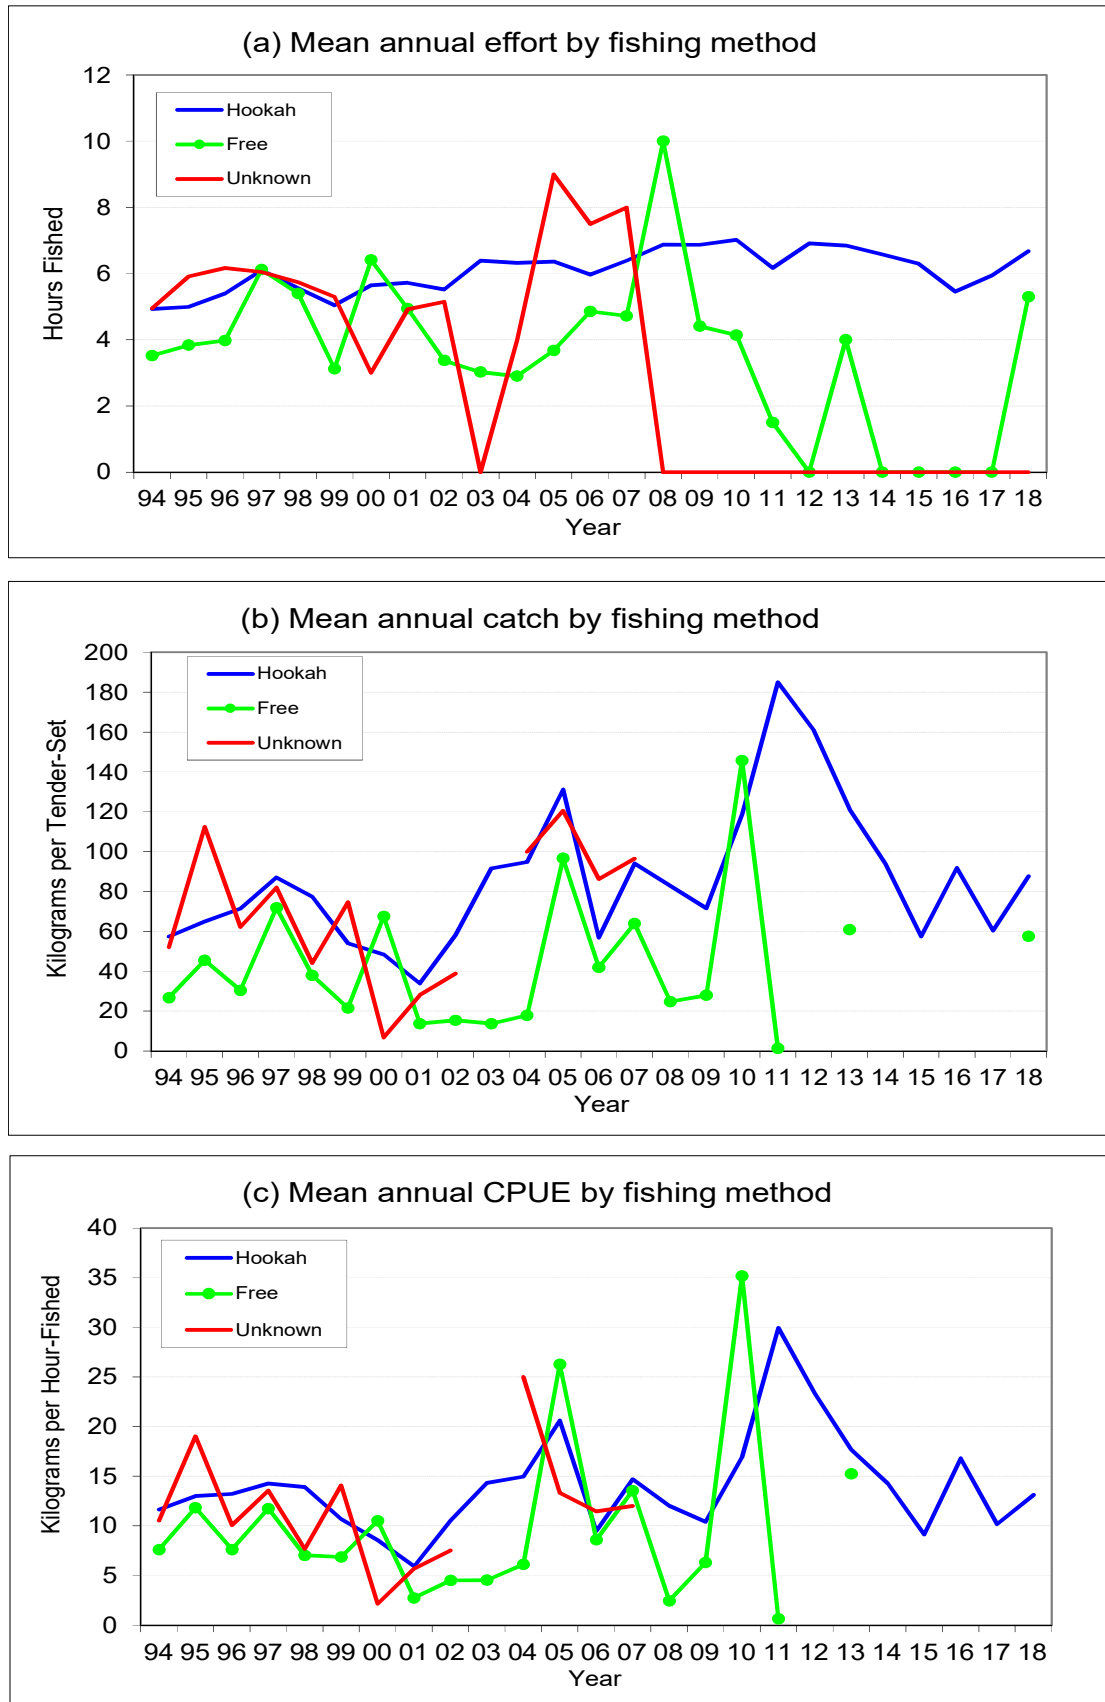 (a) Mean annual effort by fishing method
12
10
8
6
4
2
0
Hours Fished
Hookah
Free
Unknown
94 95 96 97 98 99 00 01 02 03 04 05 06 07 08 09 10 11 12 13 14 15 16 17 18
Year
(b) Mean annual catch by fishing method
200
180
160
140
120
100
80
60
40
20
0
Kilograms per Tender-Set
Hookah
Free
Unknown
94 95 96 97 98 99 00 01 02 03 04 05 06 07 08 09 10 11 12 13 14 15 16 17 18
Year
(c) Mean annual CPUE by fishing method
40
35
30
25
20
15
10
5
0
Kilograms per Hour-Fished
Hookah
Free
Unknown
94 95 96 97 98 99 00 01 02 03 04 05 06 07 08 09 10 11 12 13 14 15 16 17 18
Year